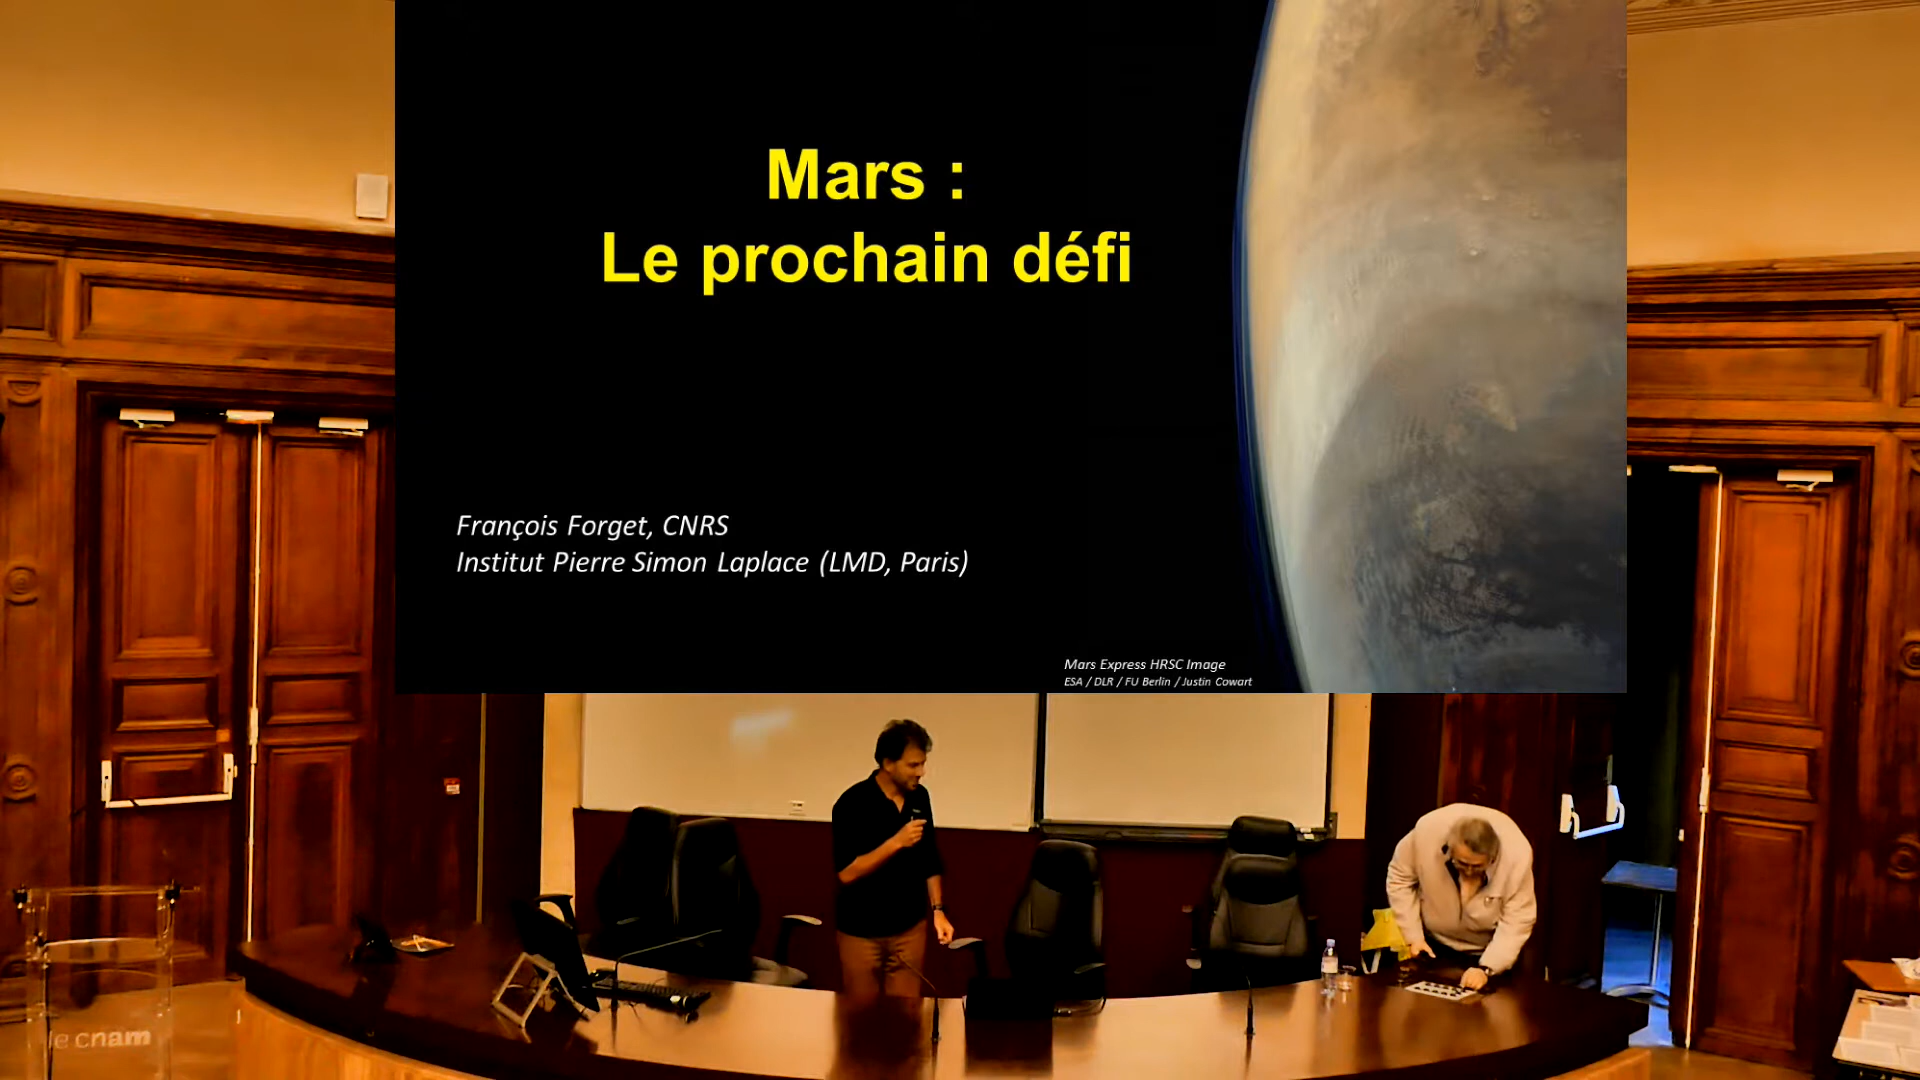 Mars :
Le prochain défi
François Forget, CNRS
Institut Pierre Simon Laplace (LMD, Paris)
Mars Express HRSC Image
ESA / DLR / FU Berlin / Justin Cowart
le cnam